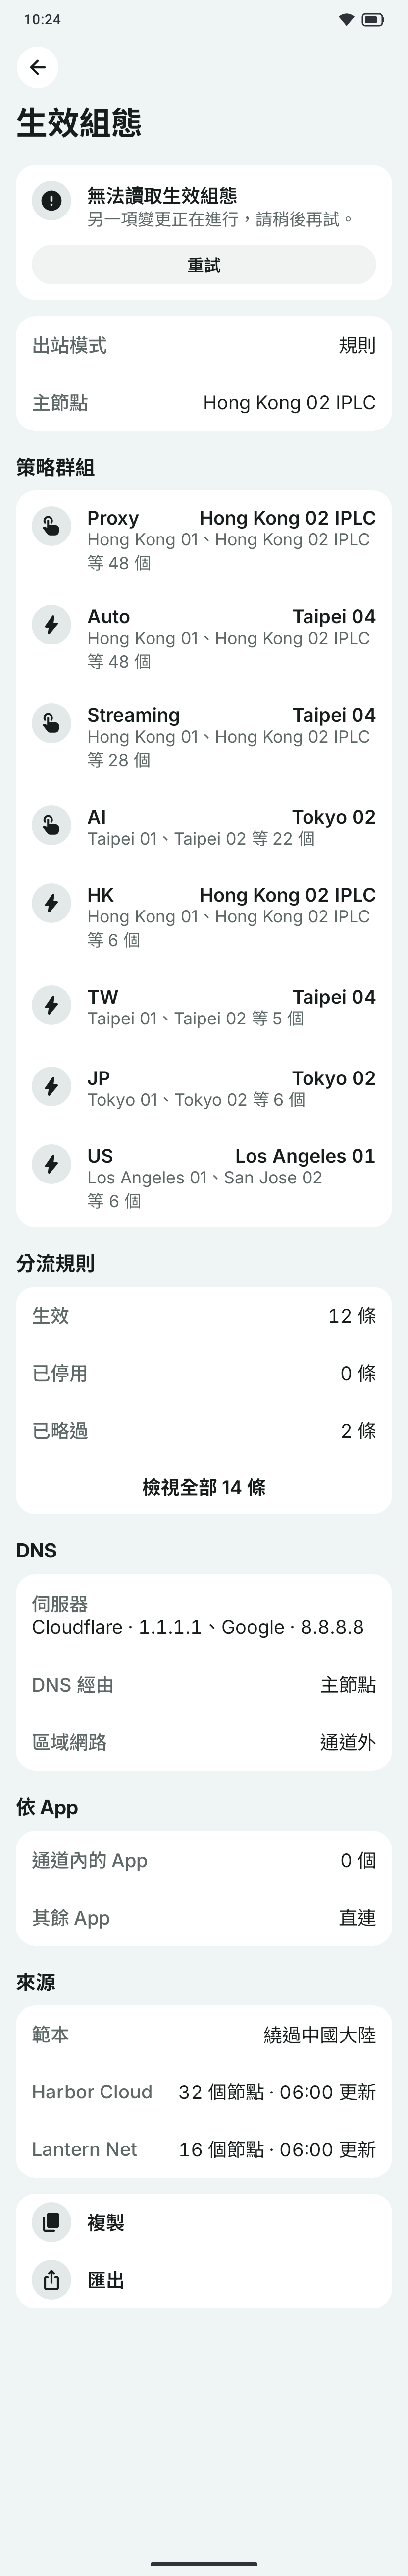 10:24
生效組態
無法讀取生效組態
另一項變更正在進行，請稍後再試。
重試
出站模式 規則
主節點 Hong Kong 02 IPLC
策略群組
Proxy Hong Kong 02 IPLC
Hong Kong 01、Hong Kong 02 IPLC
等 48 個
Auto Taipei 04
Hong Kong 01、Hong Kong 02 IPLC
等 48 個
Streaming Taipei 04
Hong Kong 01、Hong Kong 02 IPLC
等 28 個
AI Tokyo 02
Taipei 01、Taipei 02 等 22 個
HK Hong Kong 02 IPLC
Hong Kong 01、Hong Kong 02 IPLC
等 6 個
TW Taipei 04
Taipei 01、Taipei 02 等 5 個
JP Tokyo 02
Tokyo 01、Tokyo 02 等 6 個
US Los Angeles 01
Los Angeles 01、San Jose 02
等 6 個
分流規則
生效 12 條
已停用 0 條
已略過 2 條
檢視全部 14 條
DNS
伺服器
Cloudflare · 1.1.1.1、Google · 8.8.8.8
DNS 經由 主節點
區域網路 通道外
依 App
通道內的 App 0 個
其餘 App 直連
來源
範本 繞過中國大陸
Harbor Cloud 32 個節點 · 06:00 更新
Lantern Net 16 個節點 · 06:00 更新
複製
匯出